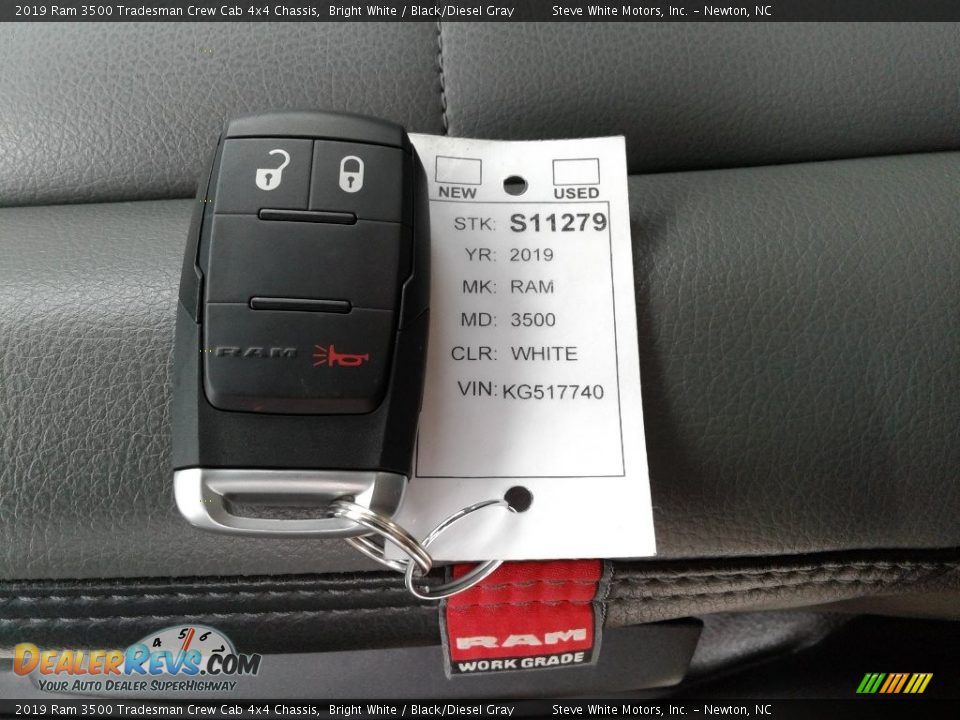 2019 Ram 3500 Tradesman Crew Cab 4x4 Chassis, Bright White / Black/Diesel Gray Steve White Motors, Inc. – Newton, NC
NEW USED
STK: S11279
YR: 2019
MK: RAM
MD: 3500
CLR: WHITE
VIN: KG517740
RAM
RAM
WORK GRADE
4 5 6
DEALERREVS.COM
YOUR AUTO DEALER SUPERHIGHWAY
2019 Ram 3500 Tradesman Crew Cab 4x4 Chassis, Bright White / Black/Diesel Gray Steve White Motors, Inc. – Newton, NC